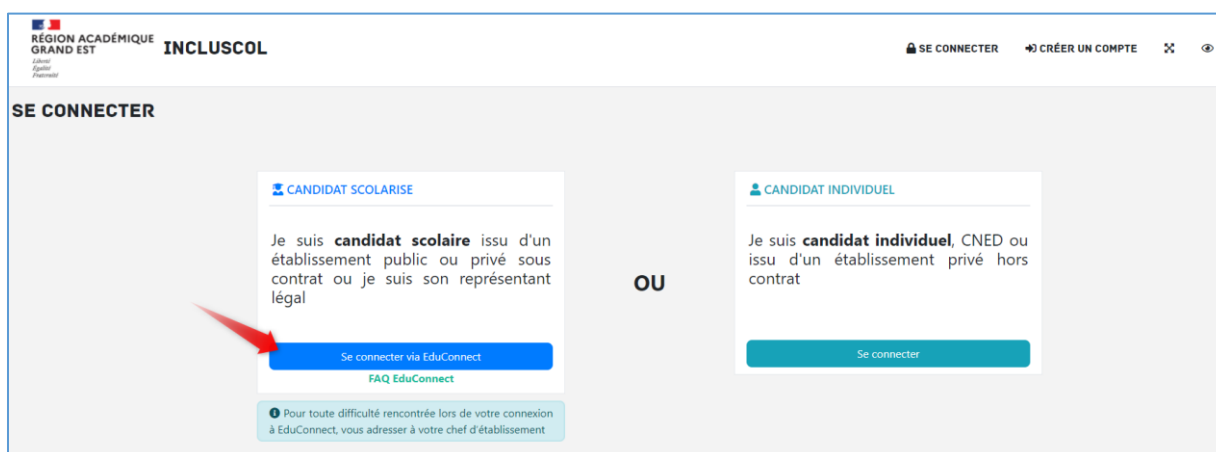 RÉGION ACADÉMIQUE
GRAND EST
Liberté
Égalité
Fraternité
INCLUSCOL
SE CONNECTER
CRÉER UN COMPTE
SE CONNECTER
CANDIDAT SCOLARISE
Je suis candidat scolaire issu d'un
établissement public ou privé sous
contrat ou je suis son représentant
légal
Se connecter via EduConnect
FAQ EduConnect
Pour toute difficulté rencontrée lors de votre connexion
à EduConnect, vous adresser à votre chef d'établissement
OU
CANDIDAT INDIVIDUEL
Je suis candidat individuel, CNED ou
issu d'un établissement privé hors
contrat
Se connecter